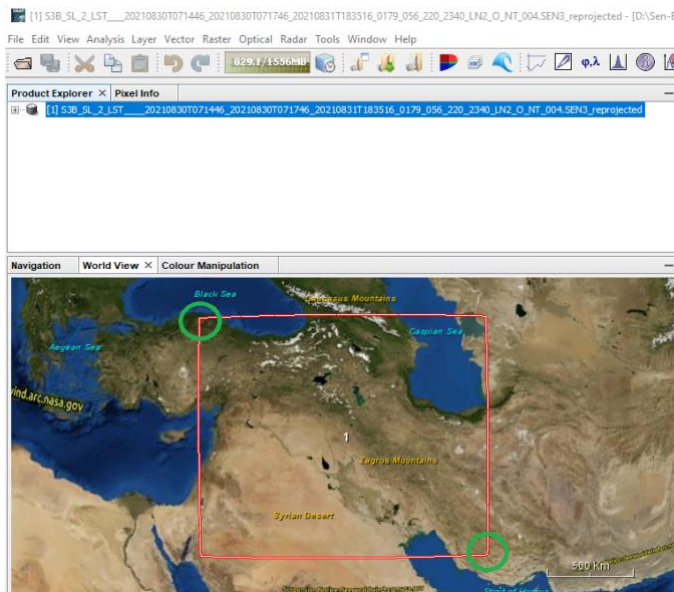 [1] S3B_SL_2_LST____20210830T071446_20210830T071746_20210831T183516_0179_056_220_2340_LN2_O_NT_004.SEN3_reprojected - [D:\Sen-
File Edit View Analysis Layer Vector Raster Optical Radar Tools Window Help
829.1/1556MB
φ,λ
Product Explorer × Pixel Info
[1] S3B_SL_2_LST____20210830T071446_20210830T071746_20210831T183516_0179_056_220_2340_LN2_O_NT_004.SEN3_reprojected
Navigation World View × Colour Manipulation
Black Sea
Caucasus Mountains
Caspian Sea
Aegean Sea
ind.arc.nasa.gov
1
Zagros Mountains
Syrian Desert
500 Km